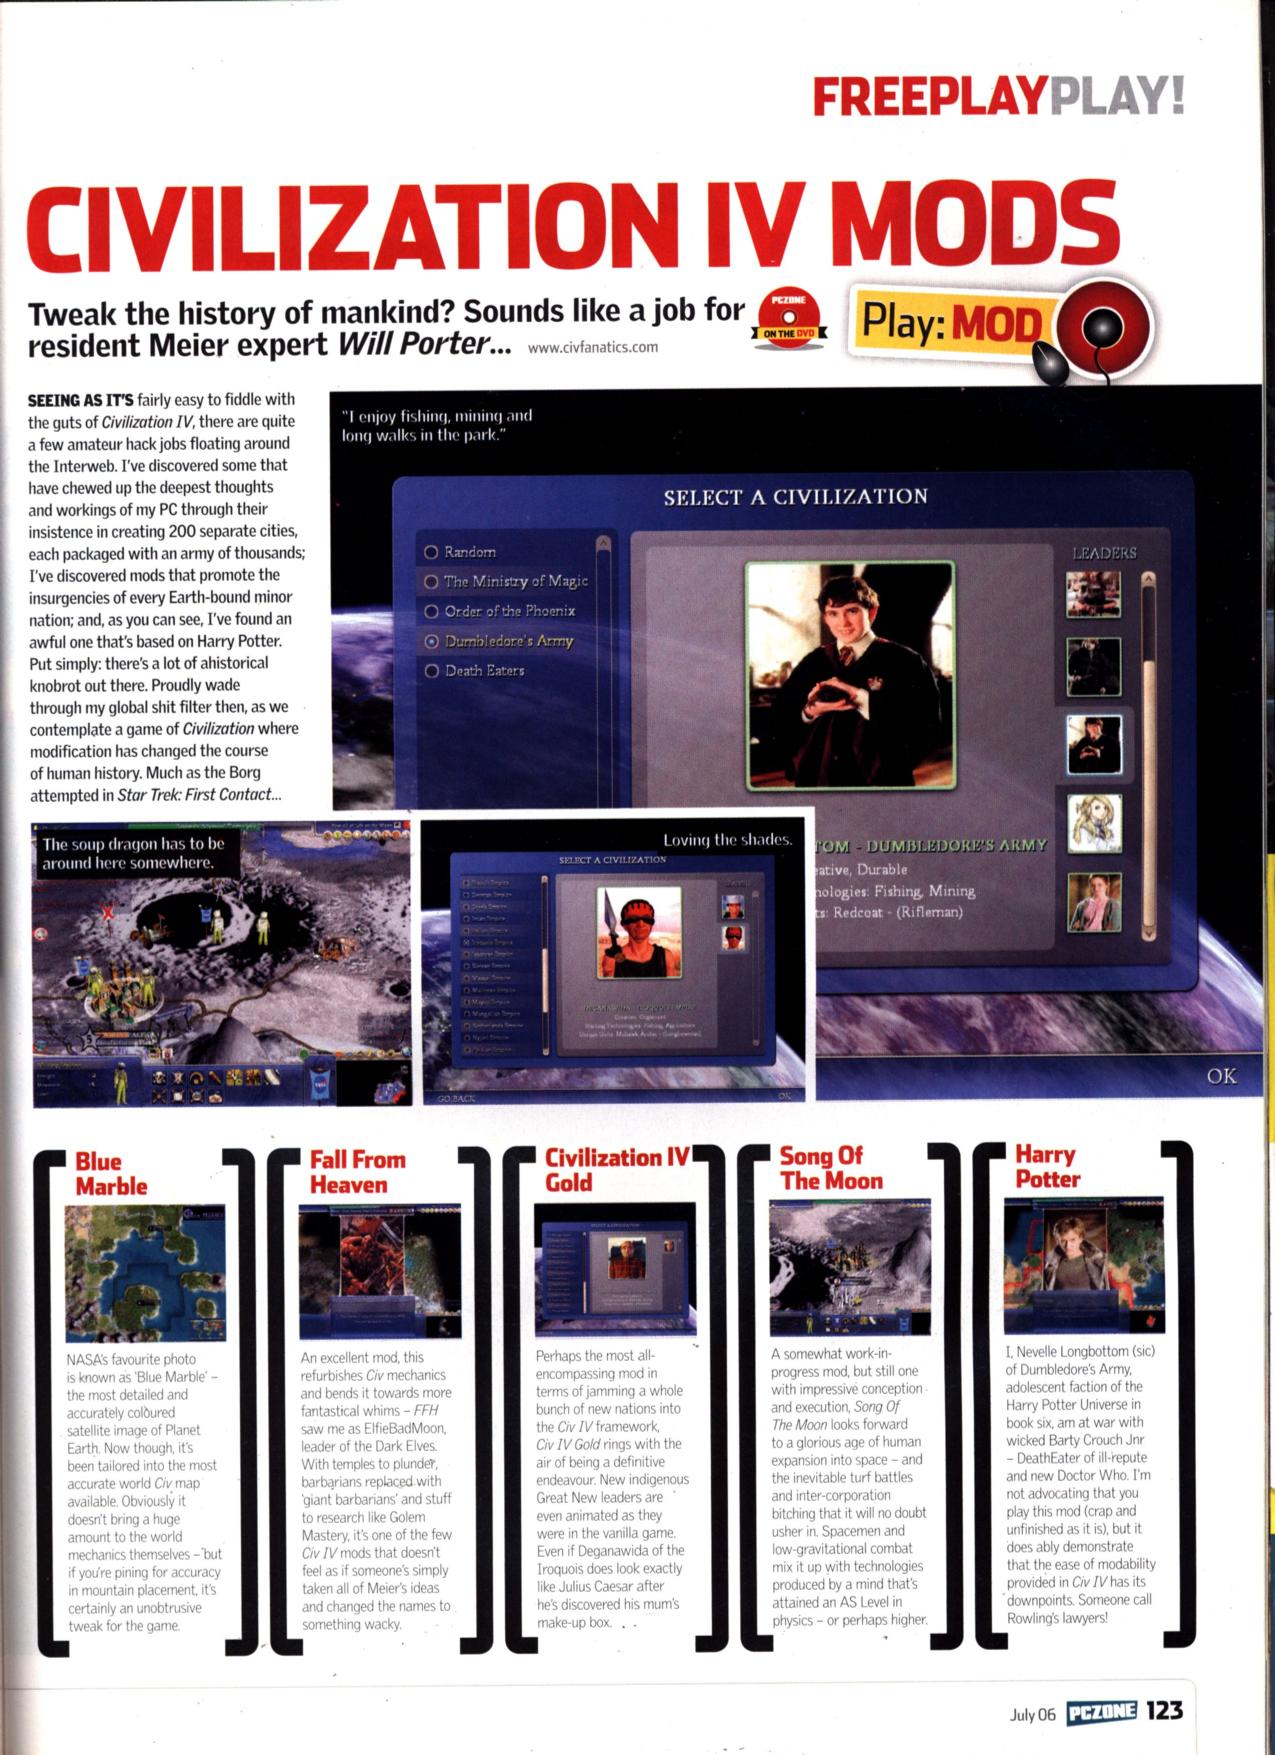 FREEPLAYPLAY!
CIVILIZATION IV MODS
Tweak the history of mankind? Sounds like a job for
resident Meier expert Will Porter... www.civfanatics.com
PCZONE
ON THE DVD
Play: MOD
SEEING AS IT'S fairly easy to fiddle with
the guts of Civilization IV, there are quite
a few amateur hack jobs floating around
the Interweb. I've discovered some that
have chewed up the deepest thoughts
and workings of my PC through their
insistence in creating 200 separate cities,
each packaged with an army of thousands;
I've discovered mods that promote the
insurgencies of every Earth-bound minor
nation; and, as you can see, I've found an
awful one that's based on Harry Potter.
Put simply: there's a lot of ahistorical
knobrot out there. Proudly wade
through my global shit filter then, as we
contemplate a game of Civilization where
modification has changed the course
of human history. Much as the Borg
attempted in Star Trek: First Contact...
"I enjoy fishing, mining and
long walks in the park."
SELECT A CIVILIZATION
Random
The Ministry of Magic
Order of the Phoenix
Dumbledore's Army
Death Eaters
LEADERS
TOM - DUMBLEDORE'S ARMY
ative, Durable
nologies: Fishing, Mining
ts: Redcoat - (Rifleman)
OK
The soup dragon has to be
around here somewhere.
Loving the shades.
SELECT A CIVILIZATION
GO BACK
OK
Blue
Marble
NASA's favourite photo
is known as 'Blue Marble' –
the most detailed and
accurately coloured
satellite image of Planet
Earth. Now though, it's
been tailored into the most
accurate world Civ map
available. Obviously it
doesn't bring a huge
amount to the world
mechanics themselves – but
if you're pining for accuracy
in mountain placement, it's
certainly an unobtrusive
tweak for the game.
Fall From
Heaven
An excellent mod, this
refurbishes Civ mechanics
and bends it towards more
fantastical whims – FFH
saw me as ElfieBadMoon,
leader of the Dark Elves.
With temples to plunder,
barbarians replaced with
'giant barbarians' and stuff
to research like Golem
Mastery, it's one of the few
Civ IV mods that doesn't
feel as if someone's simply
taken all of Meier's ideas
and changed the names to
something wacky.
Civilization IV
Gold
Perhaps the most all-
encompassing mod in
terms of jamming a whole
bunch of new nations into
the Civ IV framework,
Civ IV Gold rings with the
air of being a definitive
endeavour. New indigenous
Great New leaders are
even animated as they
were in the vanilla game.
Even if Deganawida of the
Iroquois does look exactly
like Julius Caesar after
he's discovered his mum's
make-up box.
Song Of
The Moon
A somewhat work-in-
progress mod, but still one
with impressive conception
and execution, Song Of
The Moon looks forward
to a glorious age of human
expansion into space – and
the inevitable turf battles
and inter-corporation
bitching that it will no doubt
usher in. Spacemen and
low-gravitational combat
mix it up with technologies
produced by a mind that's
attained an AS Level in
physics – or perhaps higher.
Harry
Potter
I, Nevelle Longbottom (sic)
of Dumbledore's Army,
adolescent faction of the
Harry Potter Universe in
book six, am at war with
wicked Barty Crouch Jnr
– DeathEater of ill-repute
and new Doctor Who. I'm
not advocating that you
play this mod (crap and
unfinished as it is), but it
does ably demonstrate
that the ease of modability
provided in Civ IV has its
downpoints. Someone call
Rowling's lawyers!
July 06 PCZONE 123